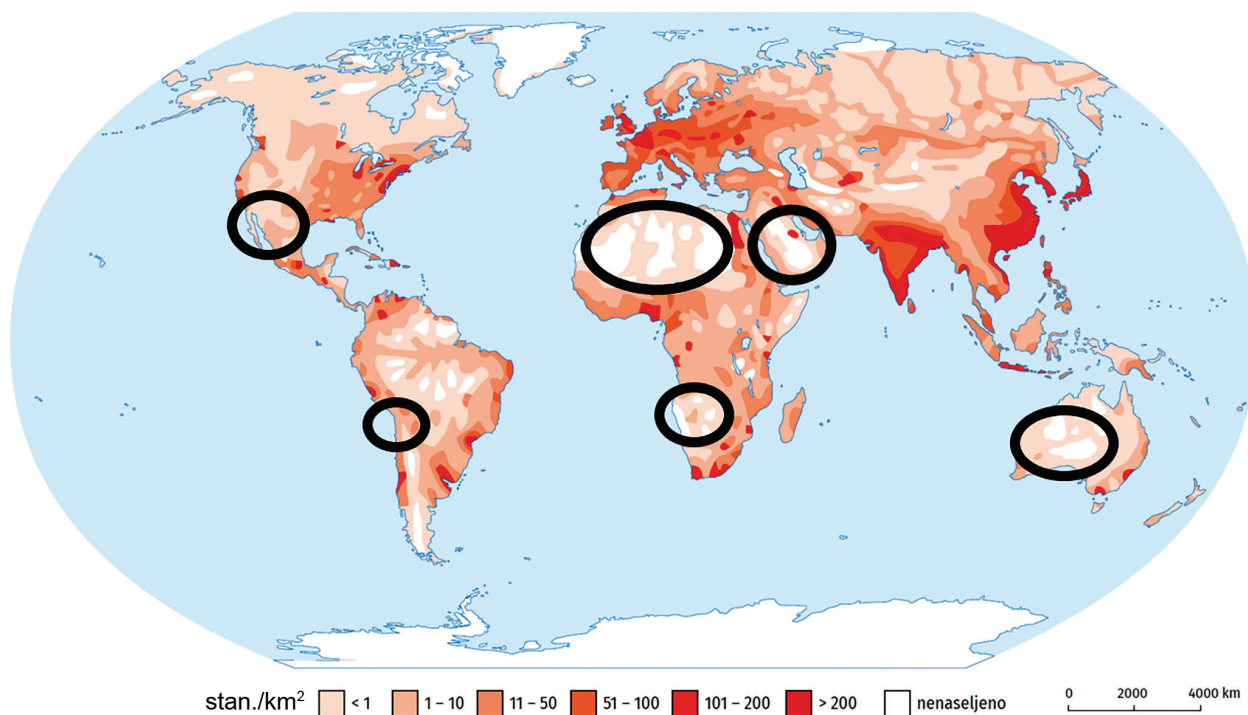 stan./km² < 1 1 – 10 11 – 50 51 – 100 101 – 200 > 200 nenaseljeno
0 2000 4000 km